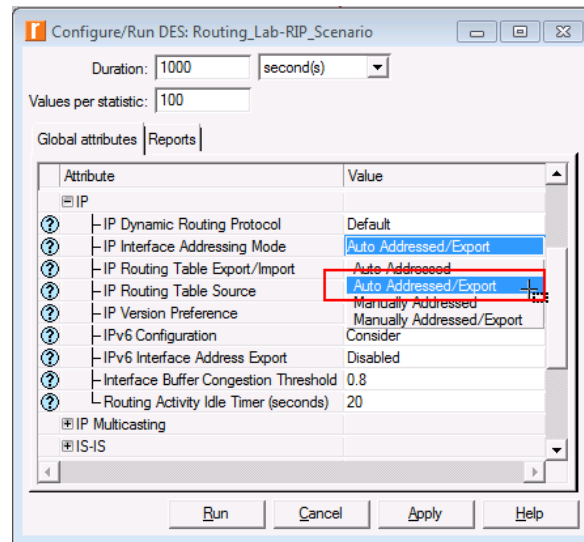 Configure/Run DES: Routing_Lab-RIP_Scenario
Duration: 1000 second(s)
Values per statistic: 100
Global attributes Reports
Attribute Value
IP
IP Dynamic Routing Protocol Default
IP Interface Addressing Mode Auto Addressed/Export
IP Routing Table Export/Import Auto Addressed
IP Routing Table Source Auto Addressed/Export
IP Version Preference Manually Addressed
Manually Addressed/Export
IPv6 Configuration Consider
IPv6 Interface Address Export Disabled
Interface Buffer Congestion Threshold 0.8
Routing Activity Idle Timer (seconds) 20
IP Multicasting
IS-IS
Run Cancel Apply Help